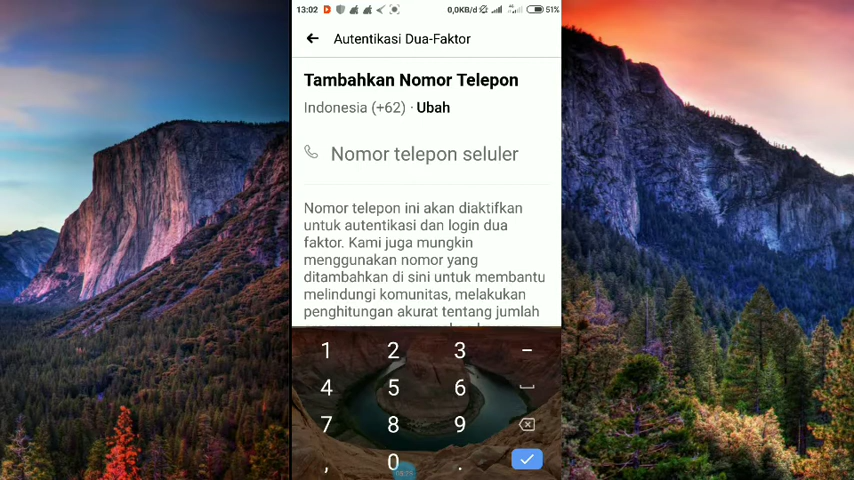 13:02 0,0KB/d 51%
Autentikasi Dua-Faktor
Tambahkan Nomor Telepon
Indonesia (+62) · Ubah
Nomor telepon seluler
Nomor telepon ini akan diaktifkan
untuk autentikasi dan login dua
faktor. Kami juga mungkin
menggunakan nomor yang
ditambahkan di sini untuk membantu
melindungi komunitas, melakukan
penghitungan akurat tentang jumlah
1 2 3 –
4 5 6
7 8 9
, 0 .